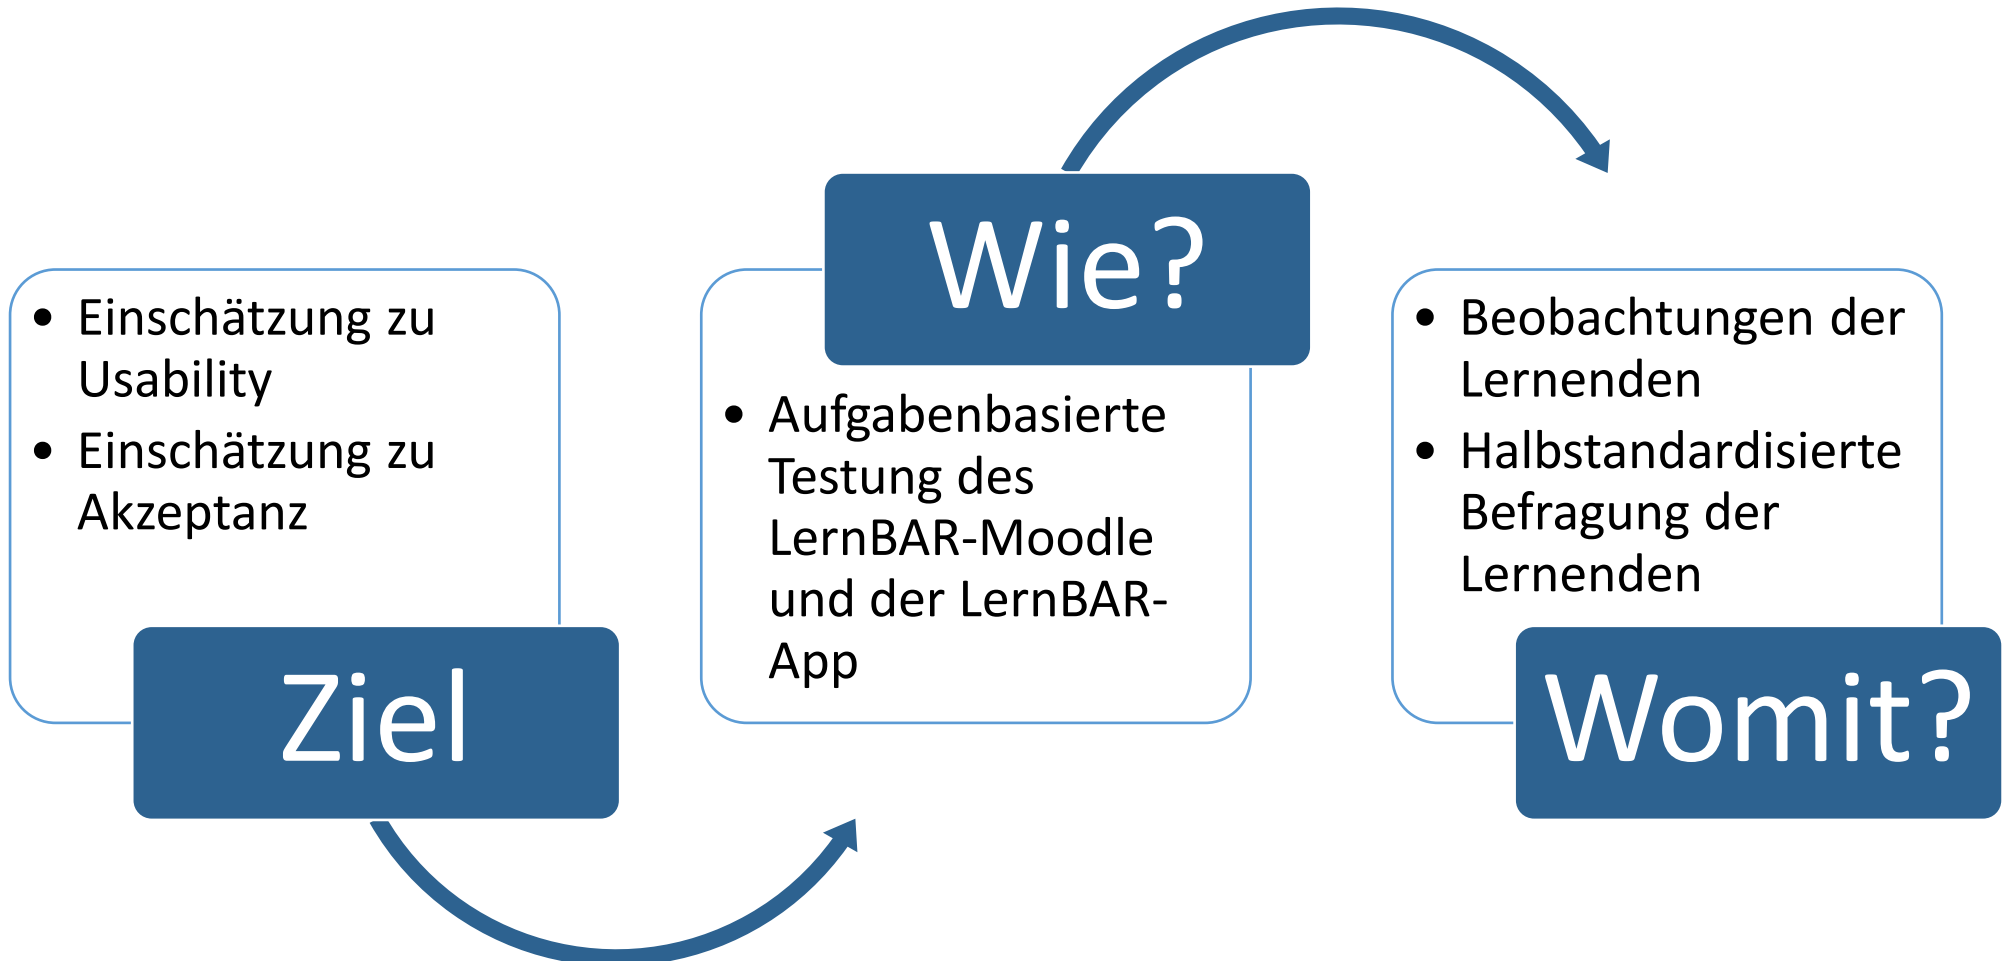 • Einschätzung zu
Usability
• Einschätzung zu
Akzeptanz
Ziel
Wie?
• Aufgabenbasierte
Testung des
LernBAR-Moodle
und der LernBAR-
App
• Beobachtungen der
Lernenden
• Halbstandardisierte
Befragung der
Lernenden
Womit?